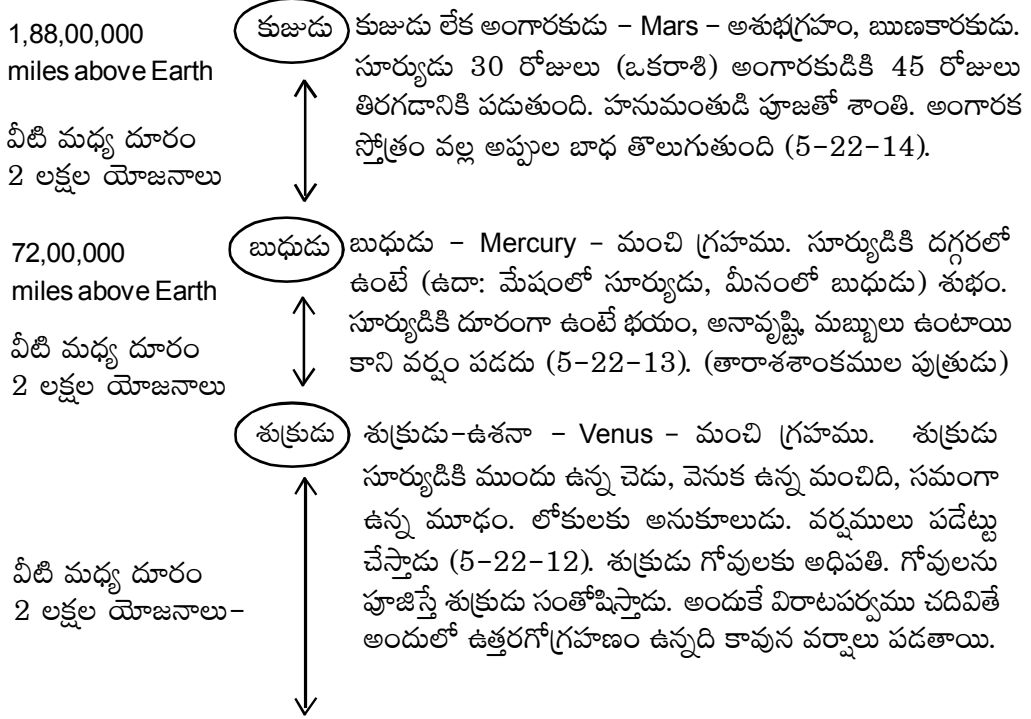 1,88,00,000
miles above Earth
వీటి మధ్య దూరం
2 లక్షల యోజనాలు
కుజుడు
కుజుడు లేక అంగారకుడు - Mars - అశుభగ్రహం, ఋణకారకుడు.
సూర్యుడు 30 రోజులు (ఒకరాశి) అంగారకుడికి 45 రోజులు
తిరగడానికి పడుతుంది. హనుమంతుడి పూజతో శాంతి. అంగారక
స్తోత్రం వల్ల అప్పుల బాధ తొలుగుతుంది (5-22-14).
72,00,000
miles above Earth
వీటి మధ్య దూరం
2 లక్షల యోజనాలు
బుధుడు
బుధుడు - Mercury - మంచి గ్రహము. సూర్యుడికి దగ్గరలో
ఉంటే (ఉదా: మేషంలో సూర్యుడు, మీనంలో బుధుడు) శుభం.
సూర్యుడికి దూరంగా ఉంటే భయం, అనావృష్టి, మబ్బులు ఉంటాయి
కాని వర్షం పడదు (5-22-13). (తారాశశాంకముల పుత్రుడు)
శుక్రుడు
శుక్రుడు-ఉశనా - Venus - మంచి గ్రహము. శుక్రుడు
సూర్యుడికి ముందు ఉన్న చెడు, వెనుక ఉన్న మంచిది, సమంగా
ఉన్న మూఢం. లోకులకు అనుకూలుడు. వర్షములు పడేట్టు
చేస్తాడు (5-22-12). శుక్రుడు గోవులకు అధిపతి. గోవులను
పూజిస్తే శుక్రుడు సంతోషిస్తాడు. అందుకే విరాటపర్వము చదివితే
అందులో ఉత్తరగోగ్రహణం ఉన్నది కావున వర్షాలు పడతాయి.
వీటి మధ్య దూరం
2 లక్షల యోజనాలు-